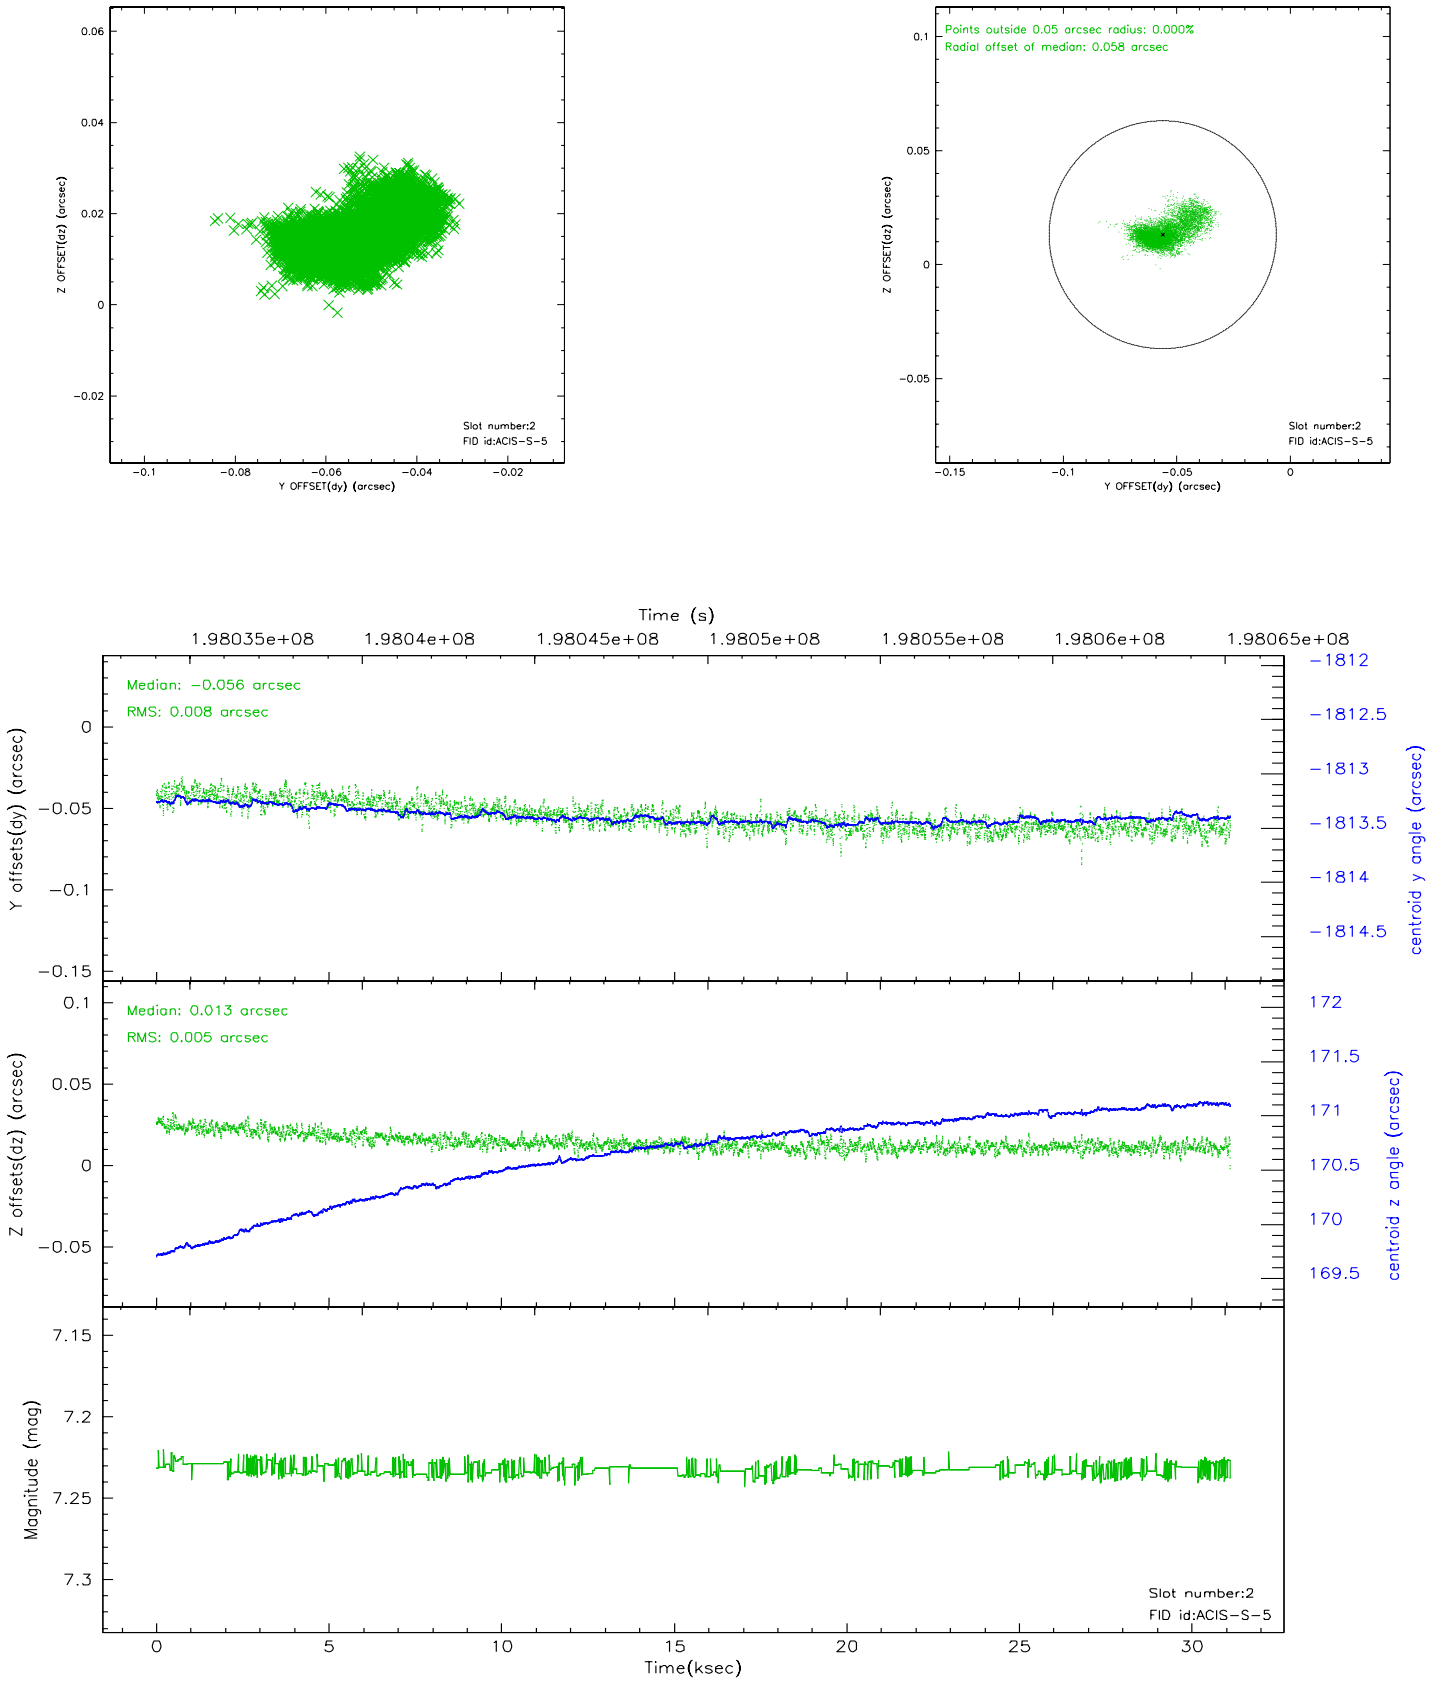 0.06
0.04
0.02
0
-0.02
Z OFFSET(dz) (arcsec)
Slot number:2
FID id:ACIS-S-5
-0.1 -0.08 -0.06 -0.04 -0.02
Y OFFSET(dy) (arcsec)
Points outside 0.05 arcsec radius: 0.000%
Radial offset of median: 0.058 arcsec
0.1
0.05
0
-0.05
Z OFFSET(dz) (arcsec)
Slot number:2
FID id:ACIS-S-5
-0.15 -0.1 -0.05 0
Y OFFSET(dy) (arcsec)
Time (s)
1.98035e+08 1.9804e+08 1.98045e+08 1.9805e+08 1.98055e+08 1.9806e+08 1.98065e+08
Median: -0.056 arcsec
RMS: 0.008 arcsec
0
-0.05
-0.1
-0.15
Y offsets(dy) (arcsec)
-1812
-1812.5
-1813
-1813.5
-1814
-1814.5
centroid y angle (arcsec)
Median: 0.013 arcsec
RMS: 0.005 arcsec
0.1
0.05
0
-0.05
Z offsets(dz) (arcsec)
172
171.5
171
170.5
170
169.5
centroid z angle (arcsec)
7.15
7.2
7.25
7.3
Magnitude (mag)
Slot number:2
FID id:ACIS-S-5
0 5 10 15 20 25 30
Time(ksec)